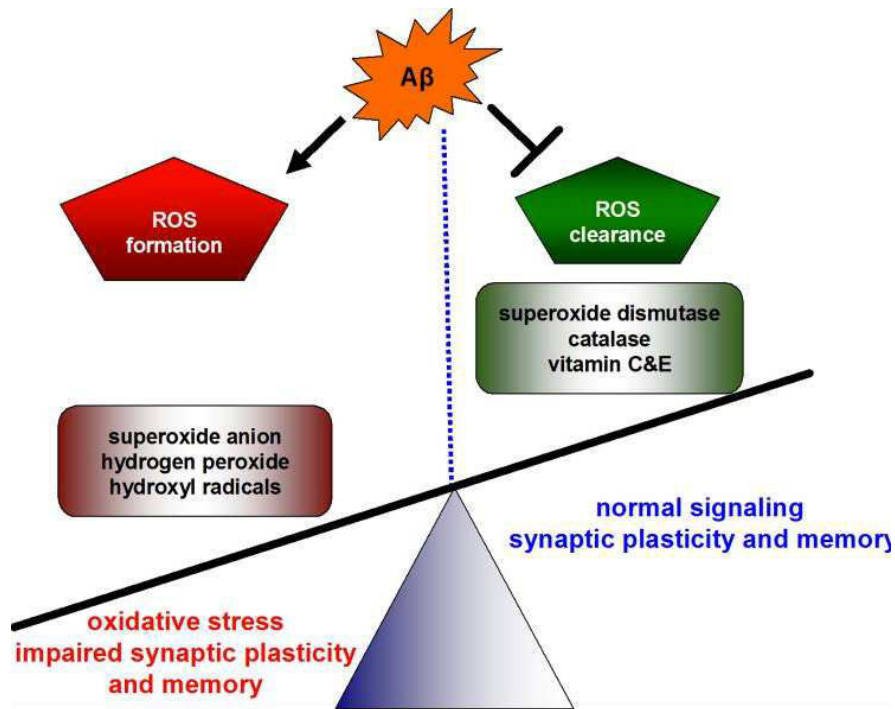 Aβ
ROS
formation
ROS
clearance
superoxide dismutase
catalase
vitamin C&E
superoxide anion
hydrogen peroxide
hydroxyl radicals
normal signaling
synaptic plasticity and memory
oxidative stress
impaired synaptic plasticity
and memory